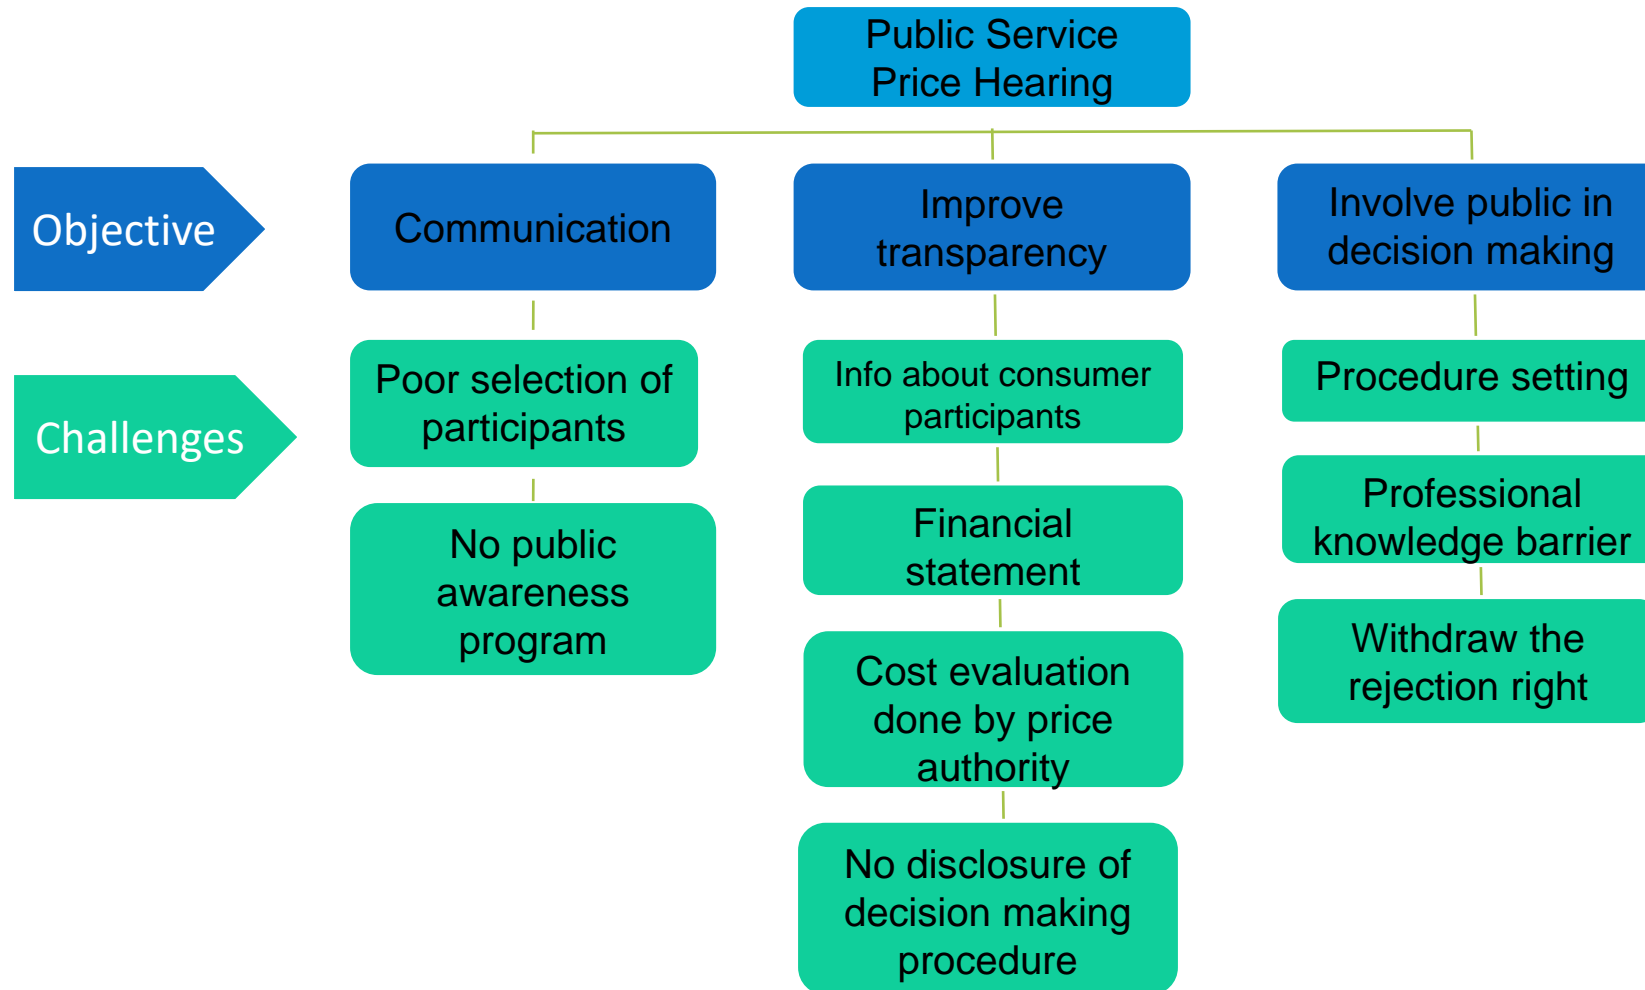 Public Service
Price Hearing
Objective
Communication
Improve
transparency
Involve public in
decision making
Challenges
Poor selection of
participants
No public
awareness
program
Info about consumer
participants
Financial
statement
Cost evaluation
done by price
authority
No disclosure of
decision making
procedure
Procedure setting
Professional
knowledge barrier
Withdraw the
rejection right